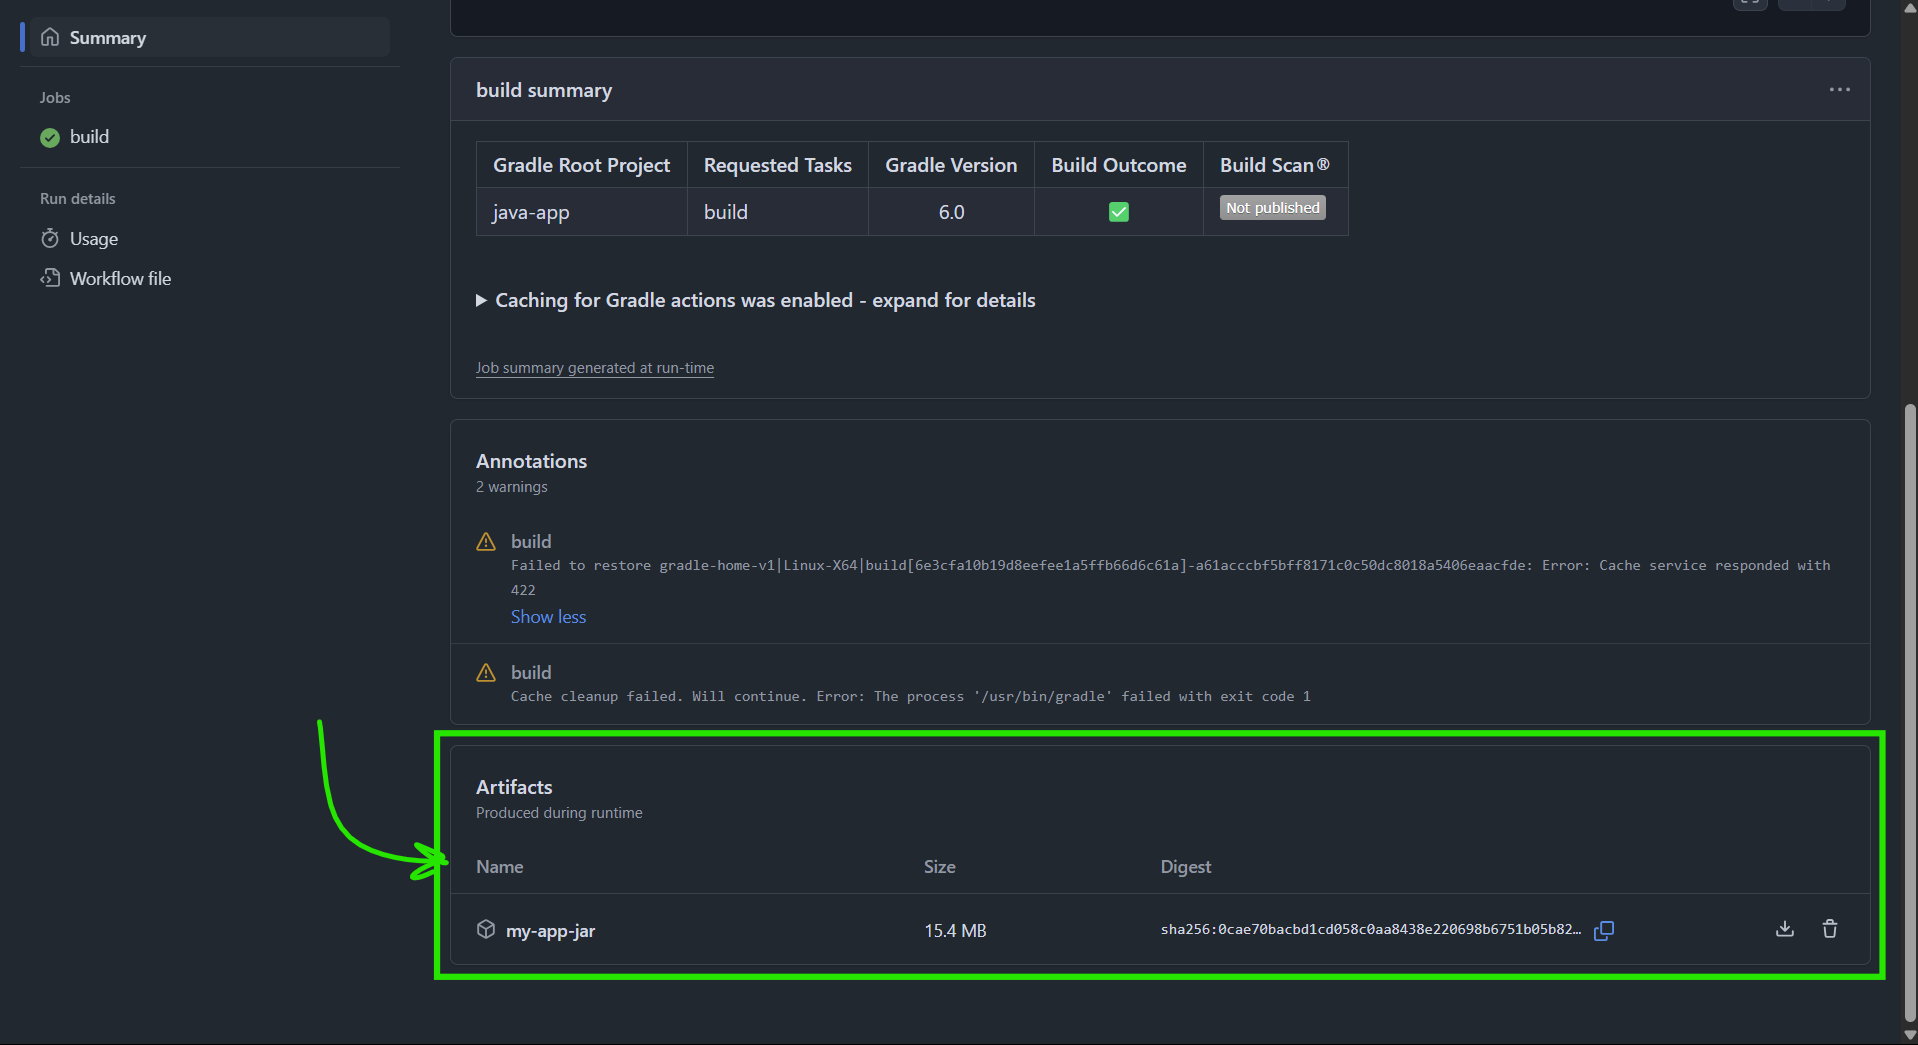 Summary
Jobs
build
Run details
Usage
Workflow file
build summary
Gradle Root Project Requested Tasks Gradle Version Build Outcome Build Scan®
java-app build 6.0 Not published
Caching for Gradle actions was enabled - expand for details
Job summary generated at run-time
Annotations
2 warnings
build
Failed to restore gradle-home-v1|Linux-X64|build[6e3cfa10b19d8eefee1a5ffb66d6c61a]-a61acccbf5bff8171c0c50dc8018a5406eaacfde: Error: Cache service responded with
422
Show less
build
Cache cleanup failed. Will continue. Error: The process '/usr/bin/gradle' failed with exit code 1
Artifacts
Produced during runtime
Name Size Digest
my-app-jar 15.4 MB sha256:0cae70bacbd1cd058c0aa8438e220698b6751b05b82…